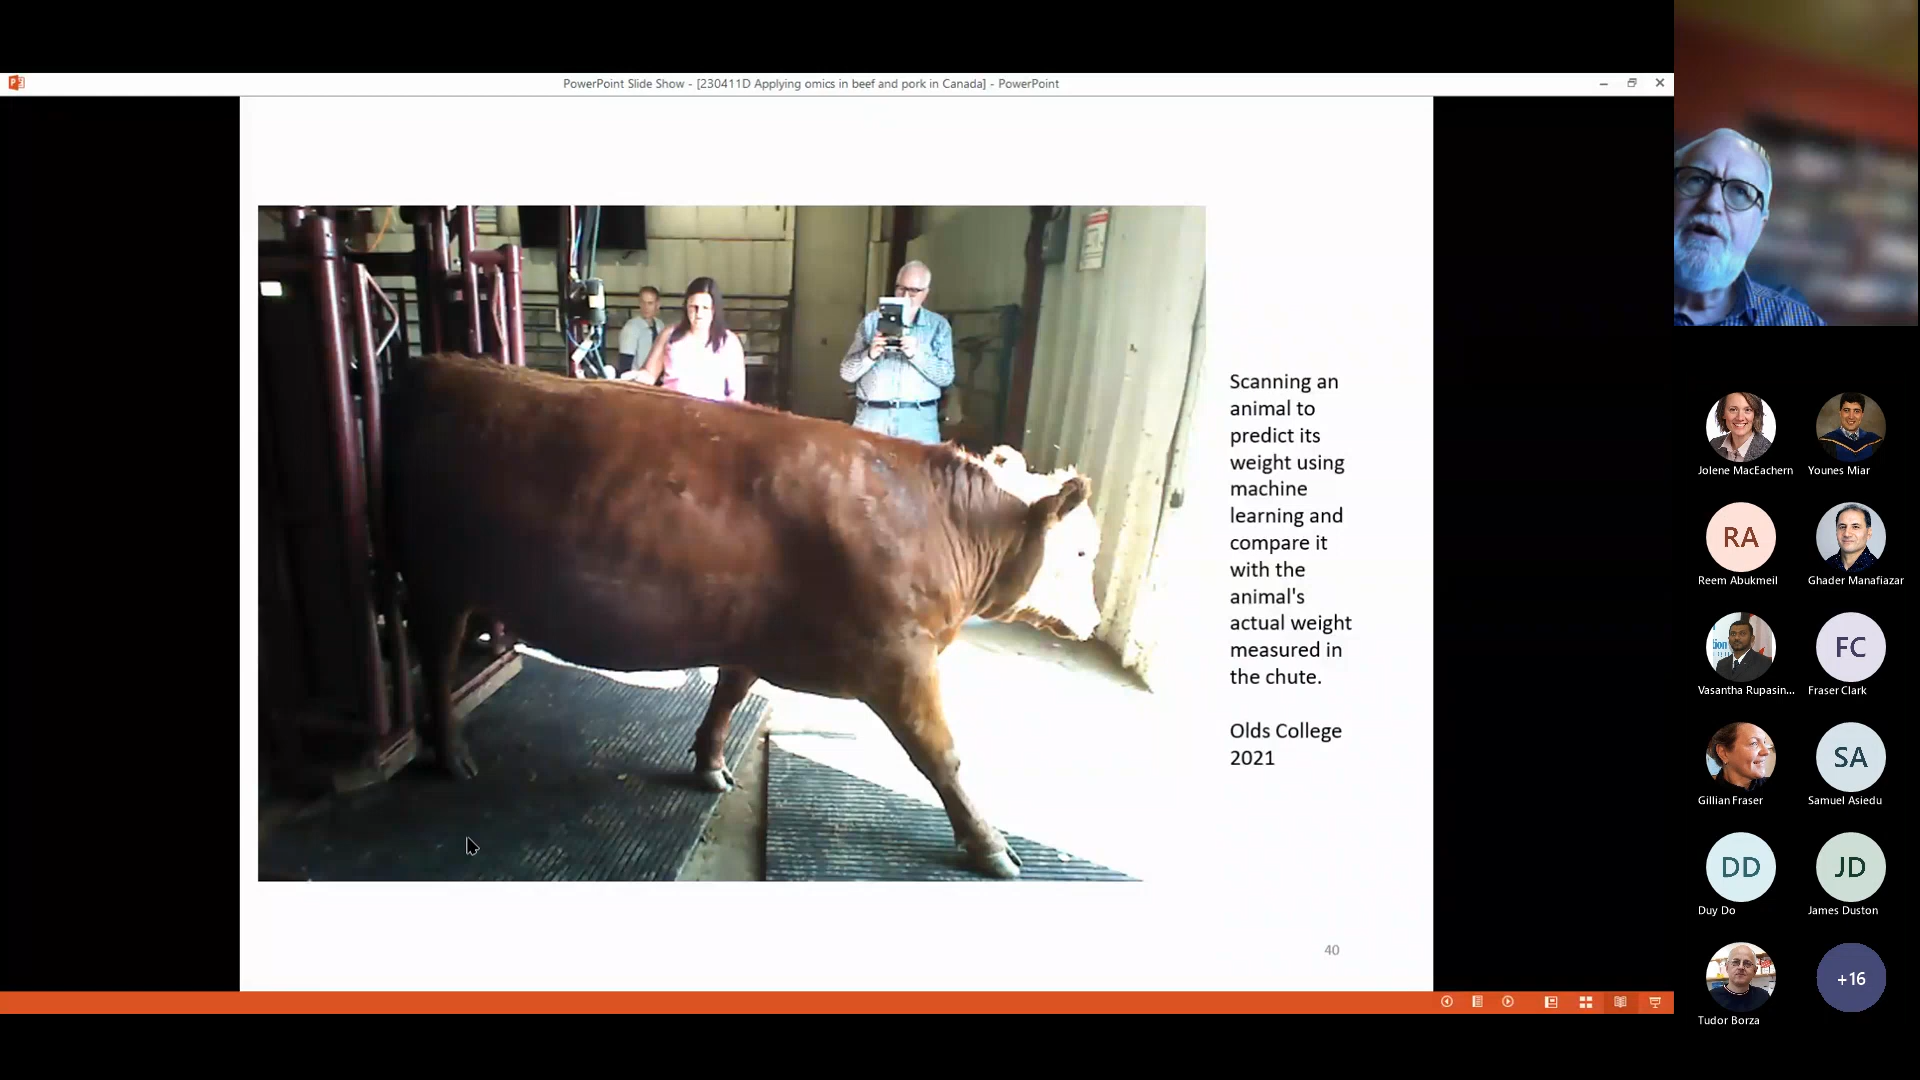 PowerPoint Slide Show - [230411D Applying omics in beef and pork in Canada] - PowerPoint
Scanning an
animal to
predict its
weight using
machine
learning and
compare it
with the
animal's
actual weight
measured in
the chute.
Olds College
2021
40
Jolene MacEachern
Younes Miar
RA
Reem Abukmeil
Ghader Manafiazar
Vasantha Rupasin...
FC
Fraser Clark
Gillian Fraser
SA
Samuel Asiedu
DD
Duy Do
JD
James Duston
Tudor Borza
+16